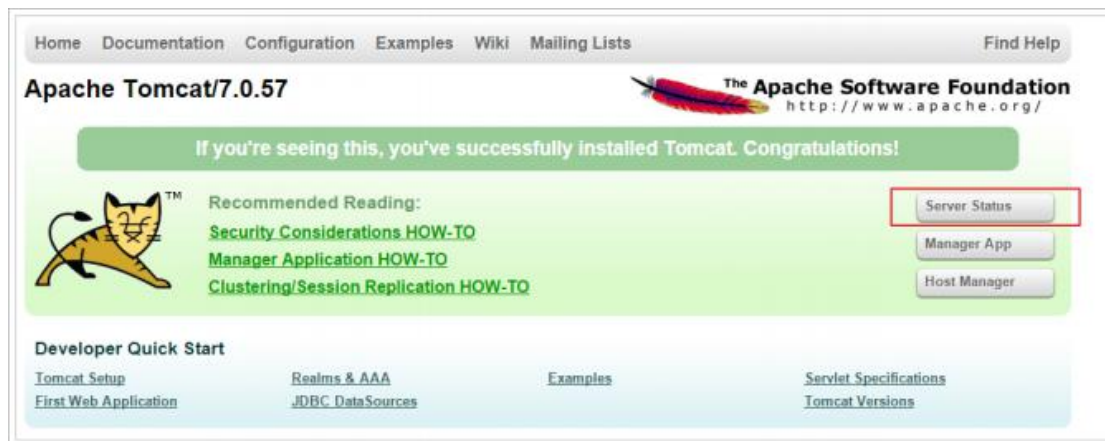 Home Documentation Configuration Examples Wiki Mailing Lists Find Help
Apache Tomcat/7.0.57
The Apache Software Foundation
http://www.apache.org/
If you're seeing this, you've successfully installed Tomcat. Congratulations!
TM
Recommended Reading:
Security Considerations HOW-TO
Manager Application HOW-TO
Clustering/Session Replication HOW-TO
Server Status
Manager App
Host Manager
Developer Quick Start
Tomcat Setup Realms & AAA Examples Servlet Specifications
First Web Application JDBC DataSources Tomcat Versions